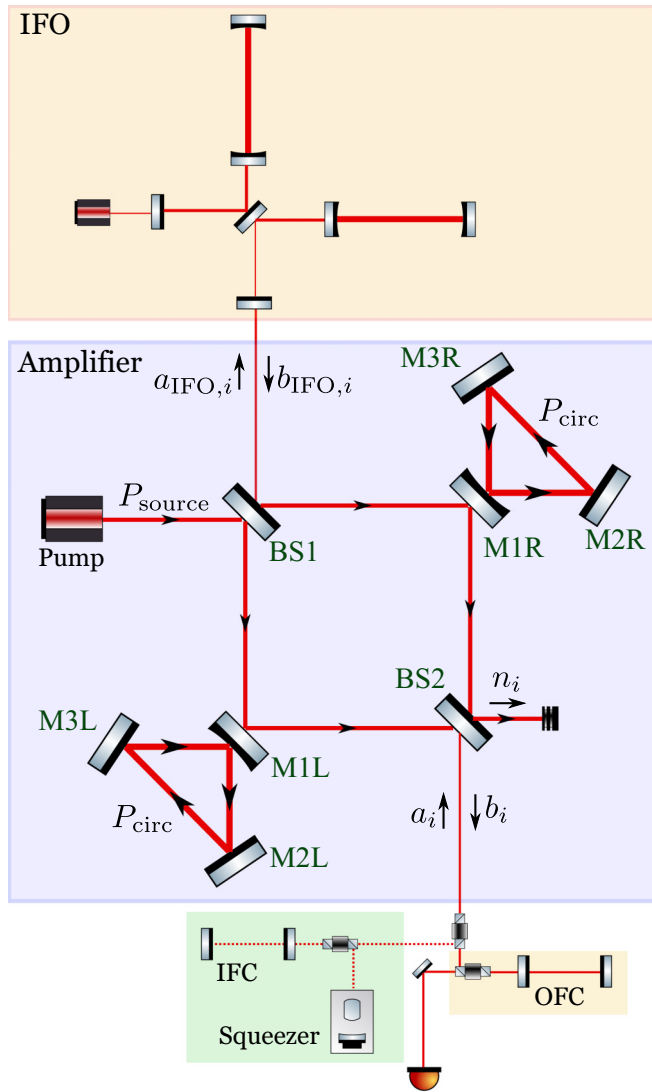 IFO
Amplifier
M3R
a_IFO,i
b_IFO,i
P_circ
P_source
Pump
BS1
M1R
M2R
BS2
n_i
M3L
M1L
P_circ
a_i
b_i
M2L
IFC
OFC
Squeezer